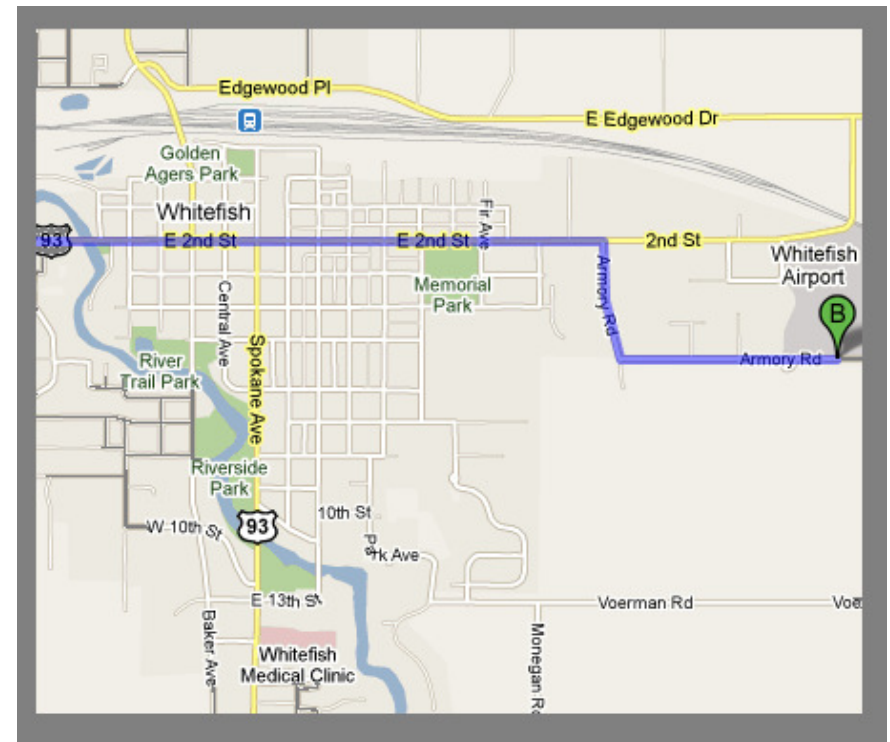 Edgewood Pl
E Edgewood Dr
Golden
Agers Park
Whitefish
Fir Ave
93
E 2nd St
E 2nd St
2nd St
Whitefish
Airport
Armory Rd
Memorial
Park
Central Ave
B
Spokane Ave
River
Trail Park
Armory Rd
Riverside
Park
10th St
W 10th St
93
Park Ave
E 13th St
Voerman Rd
Voe
Baker Ave
Monegan Rd
Whitefish
Medical Clinic